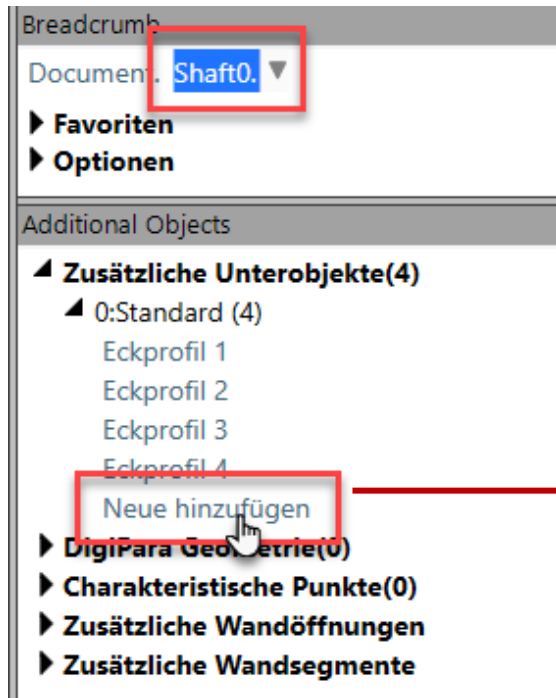 Breadcrumb
Document. Shaft0.
Favoriten
Optionen
Additional Objects
Zusätzliche Unterobjekte(4)
0:Standard (4)
Eckprofil 1
Eckprofil 2
Eckprofil 3
Eckprofil 4
Neue hinzufügen
DigiPara Geometrie(0)
Charakteristische Punkte(0)
Zusätzliche Wandöffnungen
Zusätzliche Wandsegmente